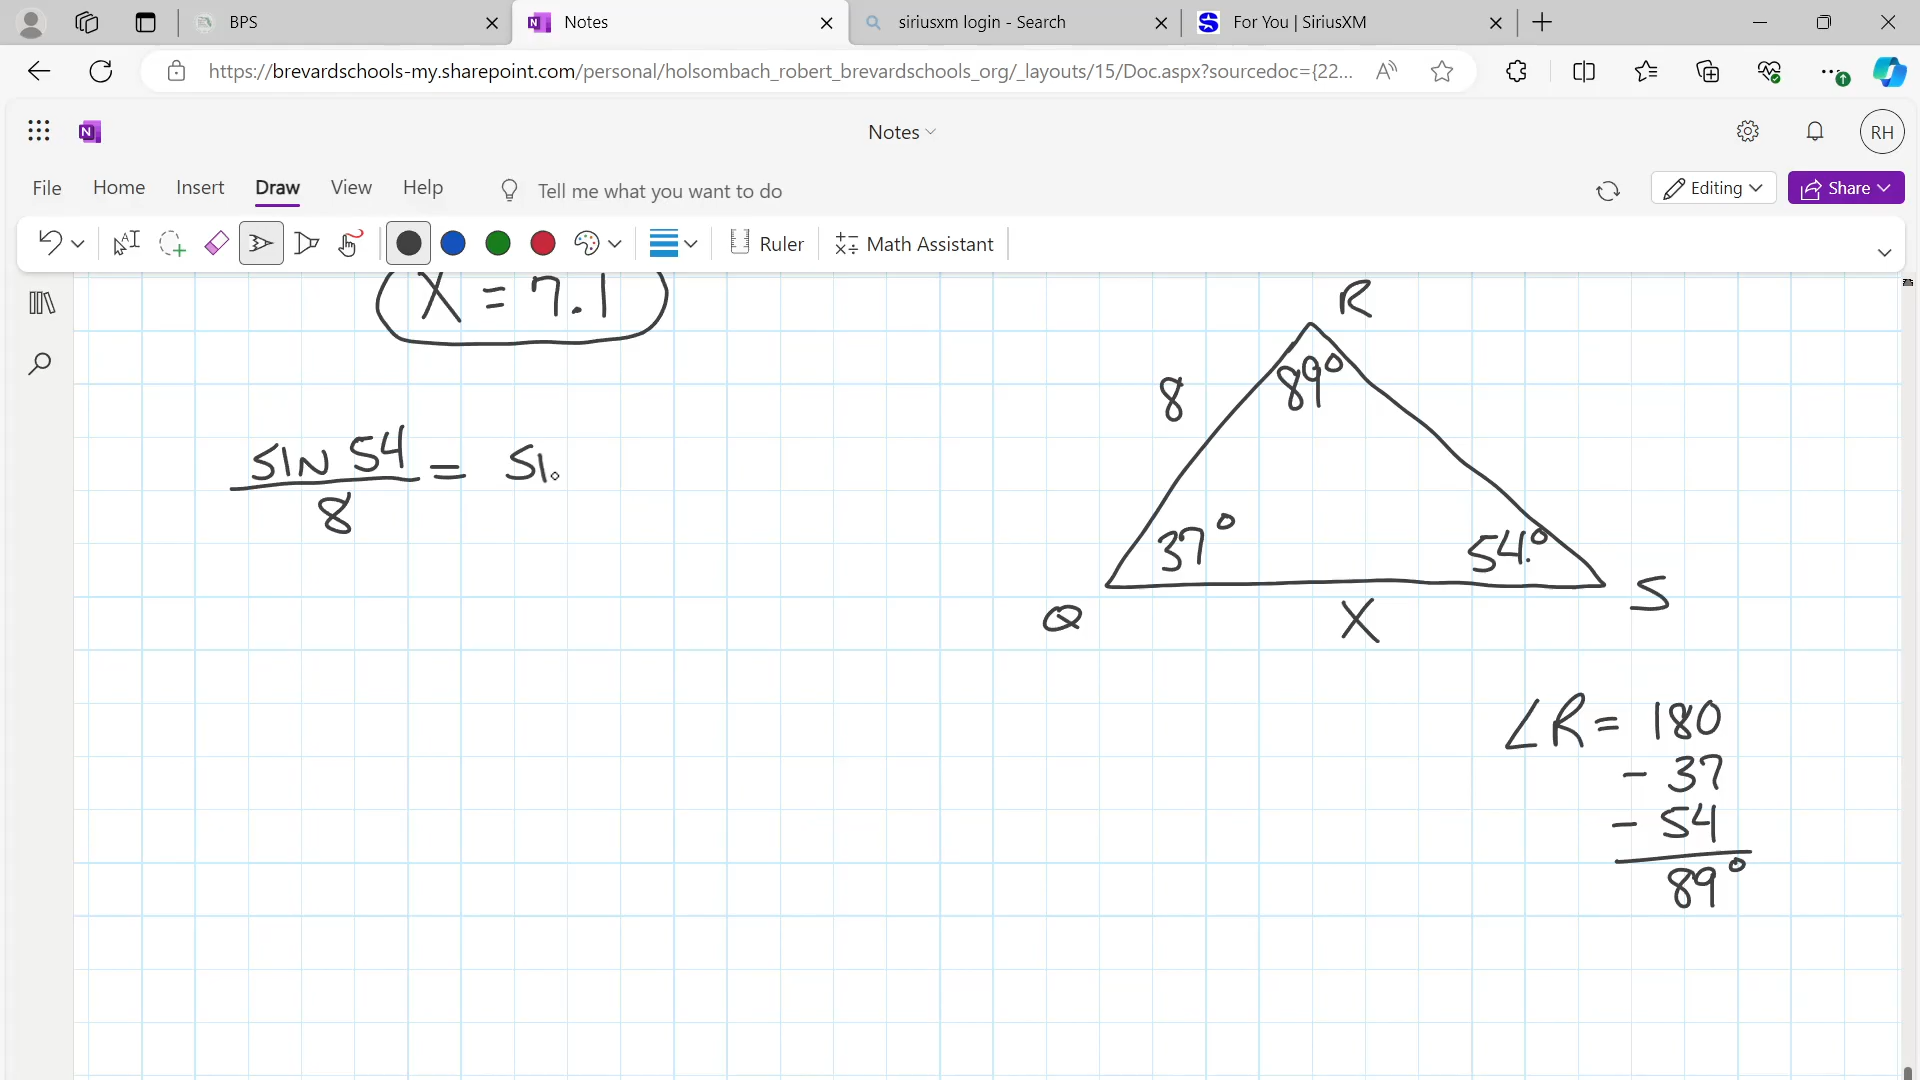 BPS
Notes
siriusxm login - Search
For You | SiriusXM
https://brevardschools-my.sharepoint.com/personal/holsombach_robert_brevardschools_org/_layouts/15/Doc.aspx?sourcedoc={22...
Notes
RH
File Home Insert Draw View Help Tell me what you want to do
Editing
Share
Ruler
Math Assistant
X = 7.1
R
8
89°
SIN 54 = SI
8
37°
54°
Q
X
S
∠R = 180
- 37
- 54
89°